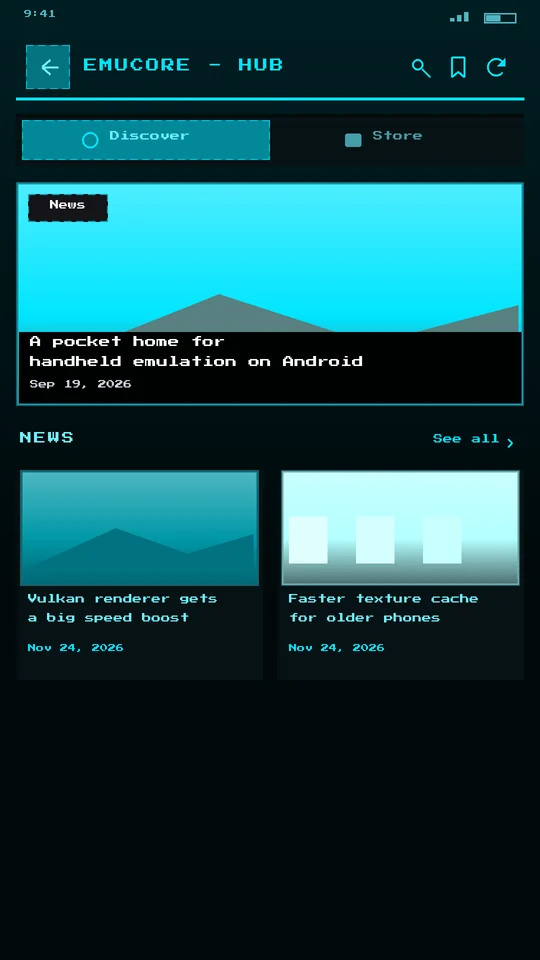 9:41
EMUCORE - HUB
Discover
Store
News
A pocket home for
handheld emulation on Android
Sep 19, 2026
NEWS
See all
Vulkan renderer gets
a big speed boost
Nov 24, 2026
Faster texture cache
for older phones
Nov 24, 2026